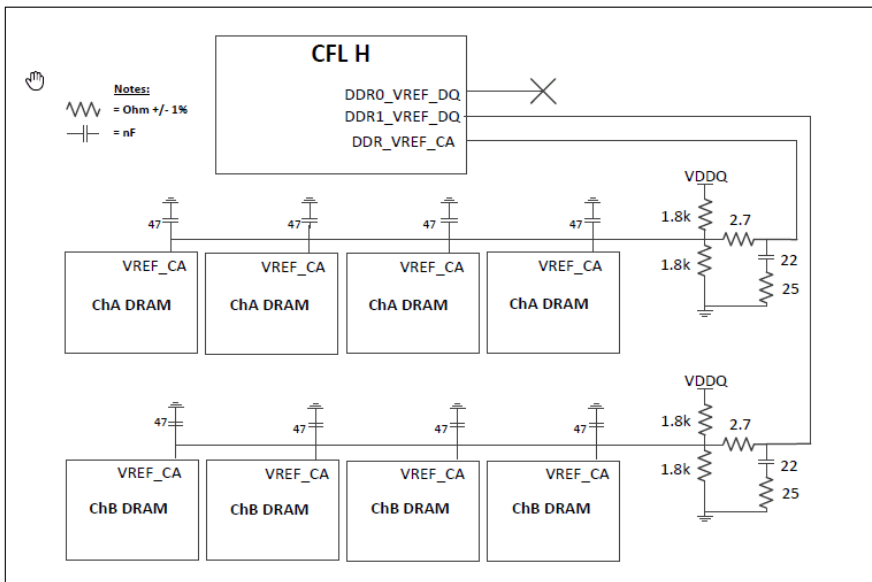 CFL H
Notes:
= Ohm +/- 1%
= nF
DDR0_VREF_DQ
DDR1_VREF_DQ
DDR_VREF_CA
VDDQ
1.8k
2.7
1.8k
22
25
47
47
47
47
VREF_CA
VREF_CA
VREF_CA
VREF_CA
ChA DRAM
ChA DRAM
ChA DRAM
ChA DRAM
VDDQ
1.8k
2.7
1.8k
22
25
47
47
47
47
VREF_CA
VREF_CA
VREF_CA
VREF_CA
ChB DRAM
ChB DRAM
ChB DRAM
ChB DRAM